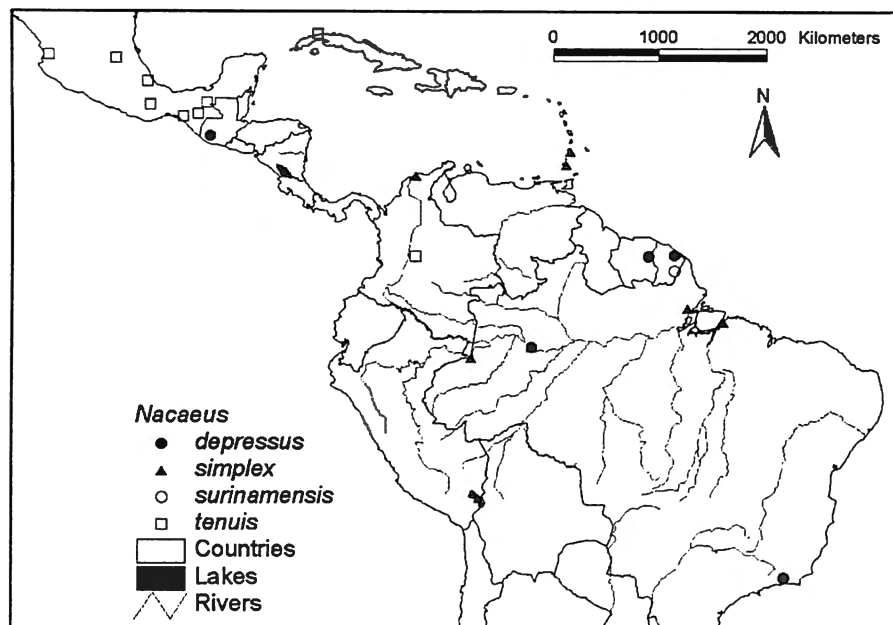 0 1000 2000 Kilometers
N
Nacaeus
depressus
simplex
surinamensis
tenuis
Countries
Lakes
Rivers